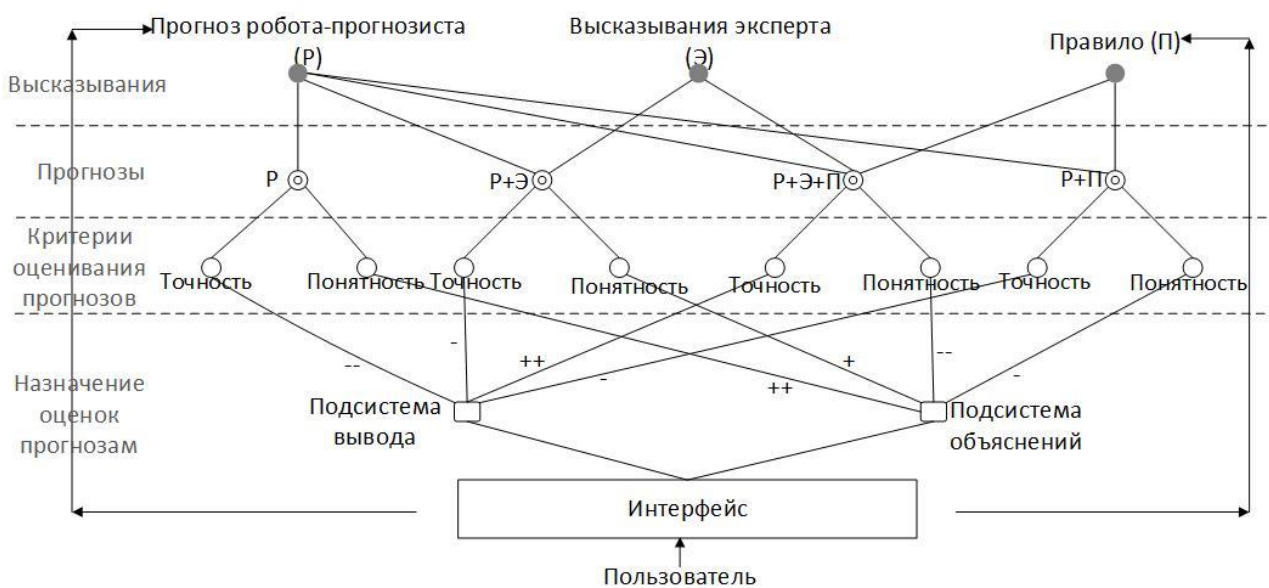 Прогноз робота-прогнозиста
(Р)
Высказывания эксперта
(Э)
Правило (П)
Высказывания
Прогнозы
Р
Р+Э
Р+Э+П
Р+П
Критерии
оценивания
прогнозов
Точность
Понятность
Точность
Понятность
Точность
Понятность
Точность
Понятность
Назначение
оценок
прогнозам
--
-
++
-
++
+
--
-
Подсистема
вывода
Подсистема
объяснений
Интерфейс
Пользователь